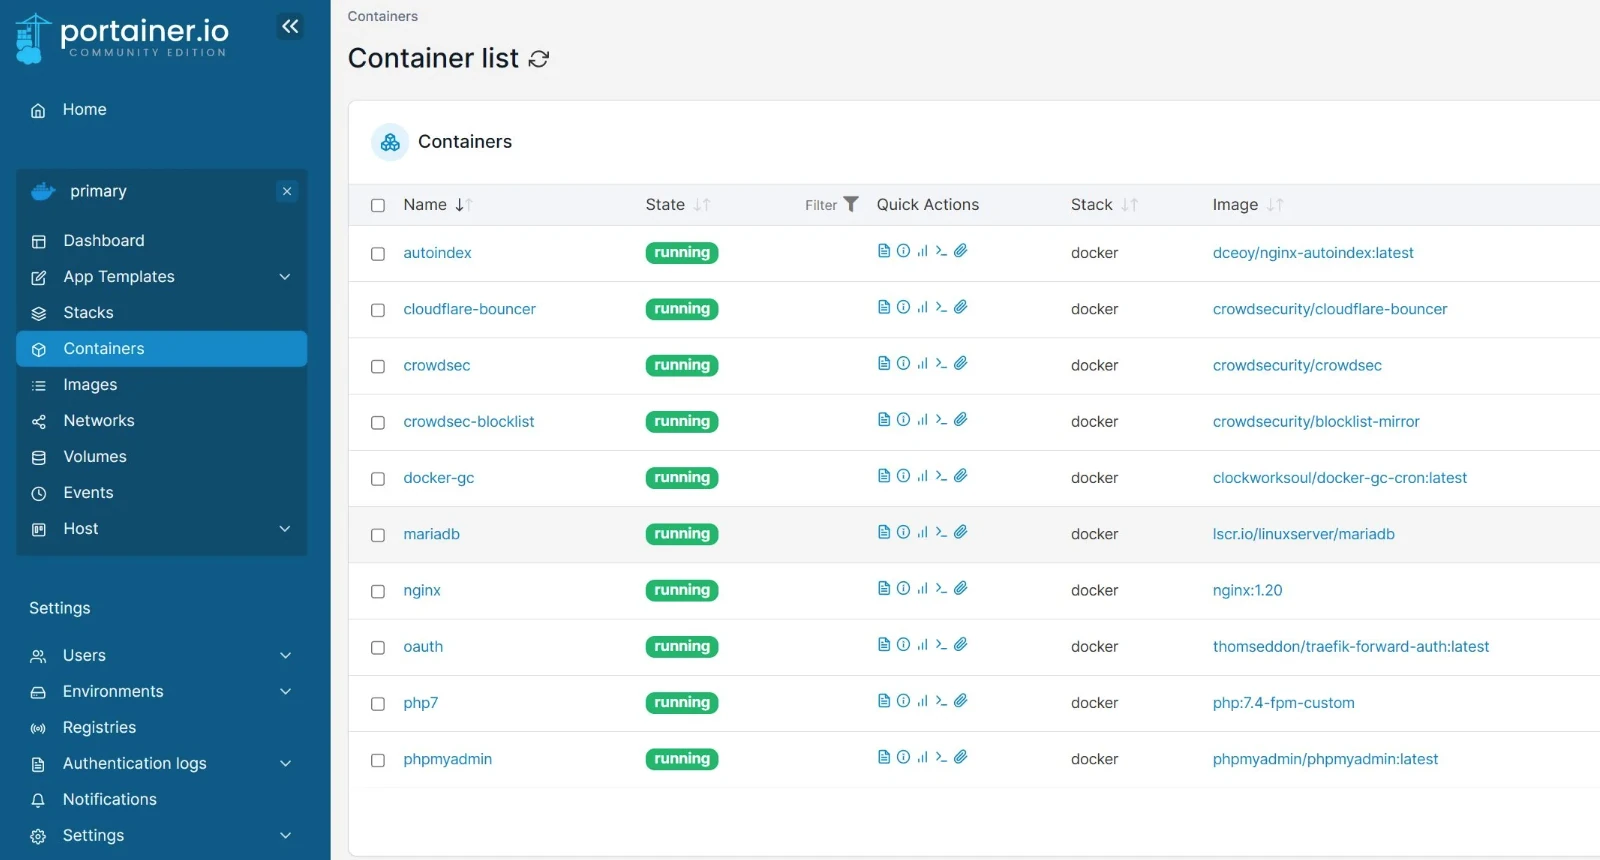 portainer.io
COMMUNITY EDITION
Home
primary
Dashboard
App Templates
Stacks
Containers
Images
Networks
Volumes
Events
Host
Settings
Users
Environments
Registries
Authentication logs
Notifications
Settings
Containers
Container list
Containers
Name State Filter Quick Actions Stack Image
autoindex running docker dceoy/nginx-autoindex:latest
cloudflare-bouncer running docker crowdsecurity/cloudflare-bouncer
crowdsec running docker crowdsecurity/crowdsec
crowdsec-blocklist running docker crowdsecurity/blocklist-mirror
docker-gc running docker clockworksoul/docker-gc-cron:latest
mariadb running docker lscr.io/linuxserver/mariadb
nginx running docker nginx:1.20
oauth running docker thomseddon/traefik-forward-auth:latest
php7 running docker php:7.4-fpm-custom
phpmyadmin running docker phpmyadmin/phpmyadmin:latest